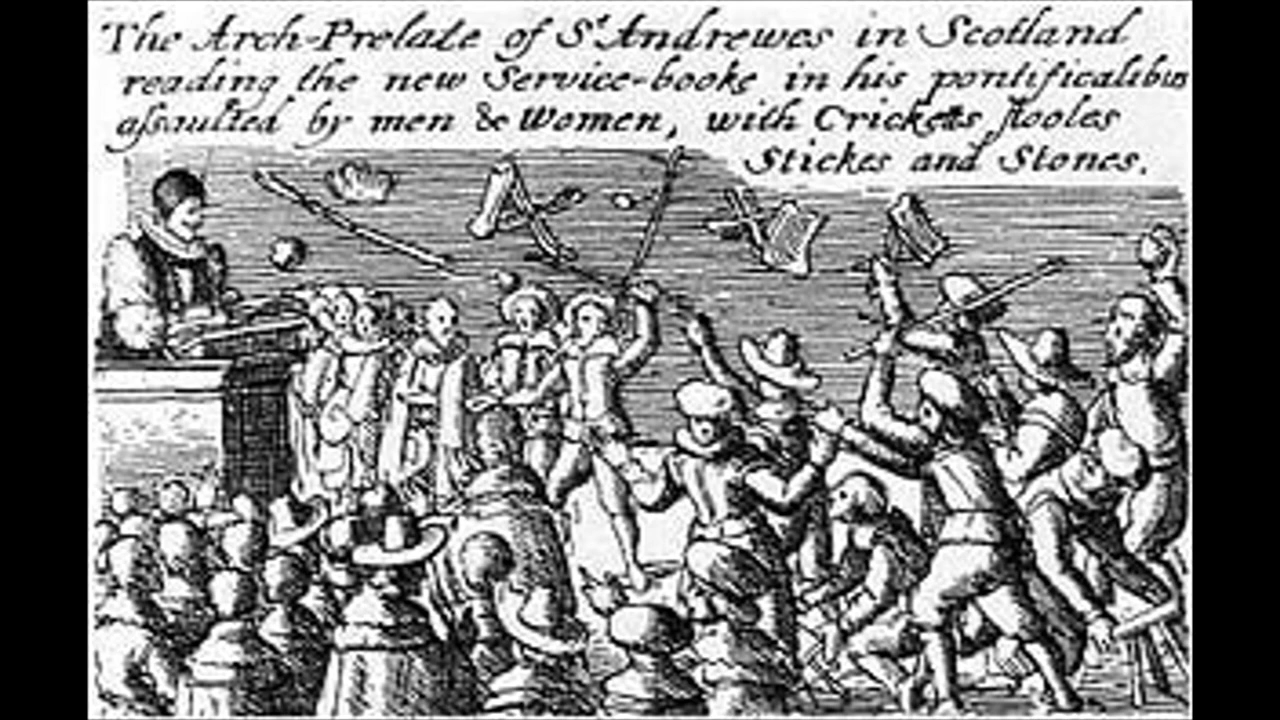 The Arch-Prelate of St Andrewes in Scotland
reading the new Service-booke in his pontificalibus
aſsaulted by men & Women, with Crickets ſtooles
Stickes and Stones.